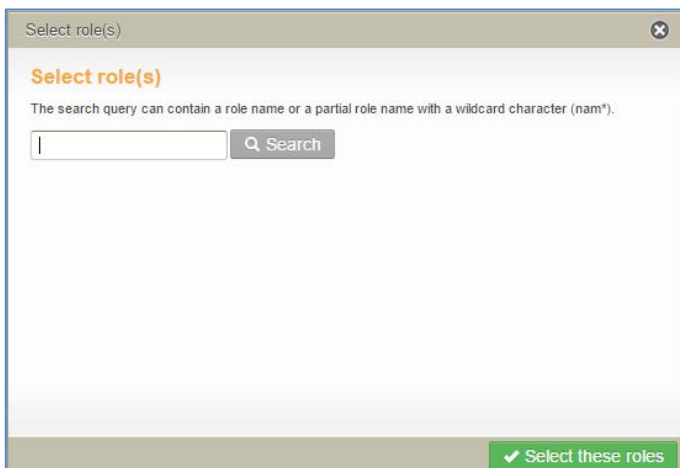 Select role(s)
Select role(s)
The search query can contain a role name or a partial role name with a wildcard character (nam*).
Search
Select these roles